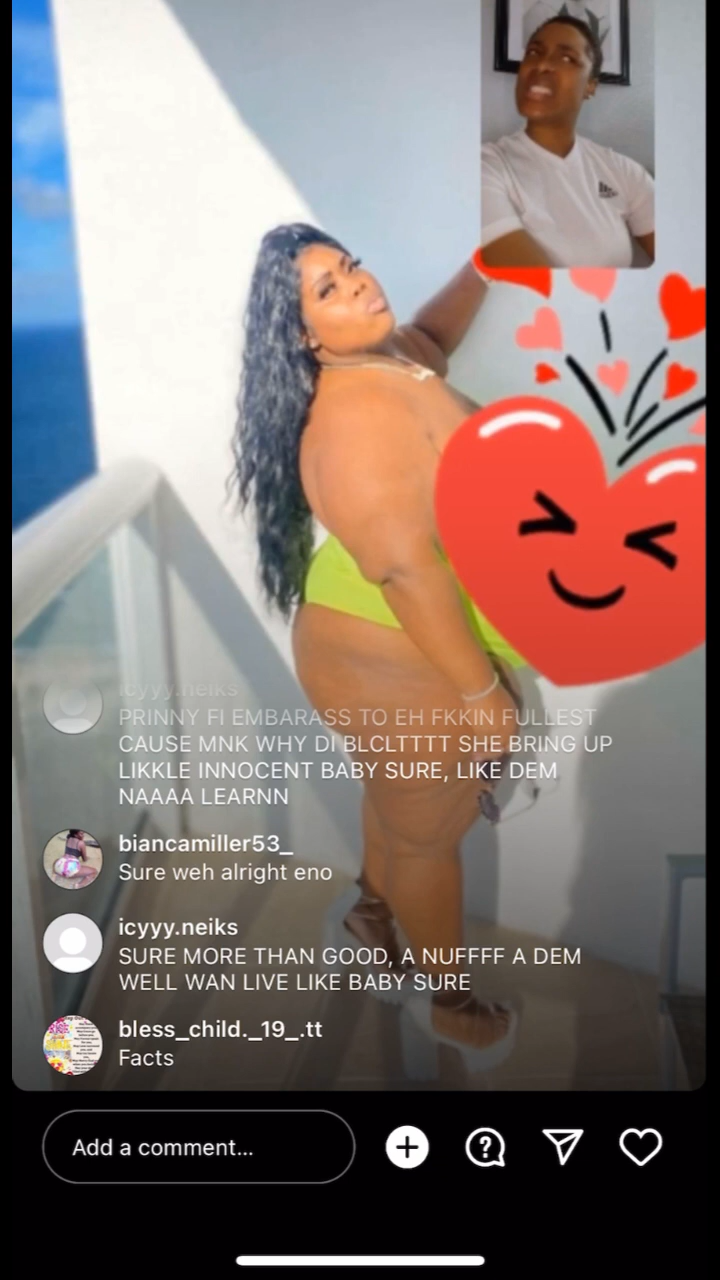 icyyy.neiks
PRINNY FI EMBARASS TO EH FKKIN FULLEST
CAUSE MNK WHY DI BLCLTTTT SHE BRING UP
LIKKLE INNOCENT BABY SURE, LIKE DEM
NAAAA LEARNN
biancamiller53_
Sure weh alright eno
icyyy.neiks
SURE MORE THAN GOOD, A NUFFFF A DEM
WELL WAN LIVE LIKE BABY SURE
bless_child._19_.tt
Facts
Add a comment...